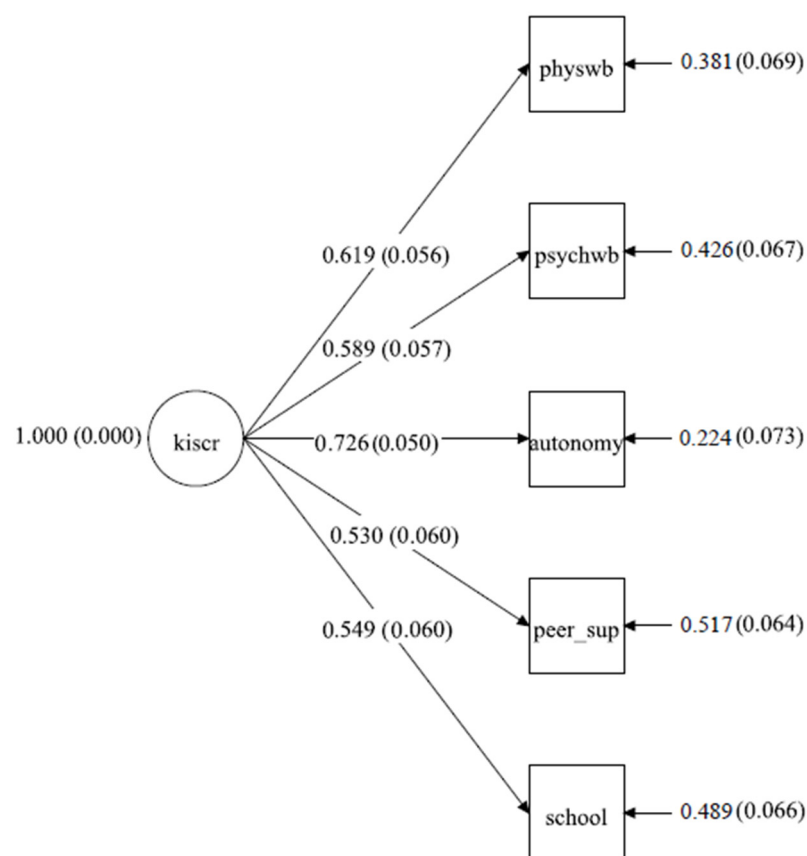 physwb
0.381(0.069)
0.619 (0.056)
psychwb
0.426(0.067)
0.589 (0.057)
1.000 (0.000)
kiscr
0.726(0.050)
autonomy
0.224(0.073)
0.530 (0.060)
peer_sup
0.517(0.064)
0.549 (0.060)
school
0.489(0.066)